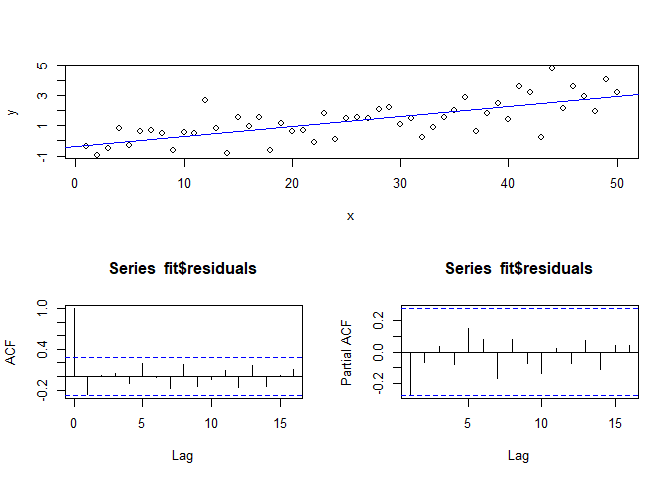 y
-1 1 3 5
0 10 20 30 40 50
x
Series fit$residuals
ACF
-0.2 0.4 1.0
0 5 10 15
Lag
Series fit$residuals
Partial ACF
-0.2 0.0 0.2
5 10 15
Lag